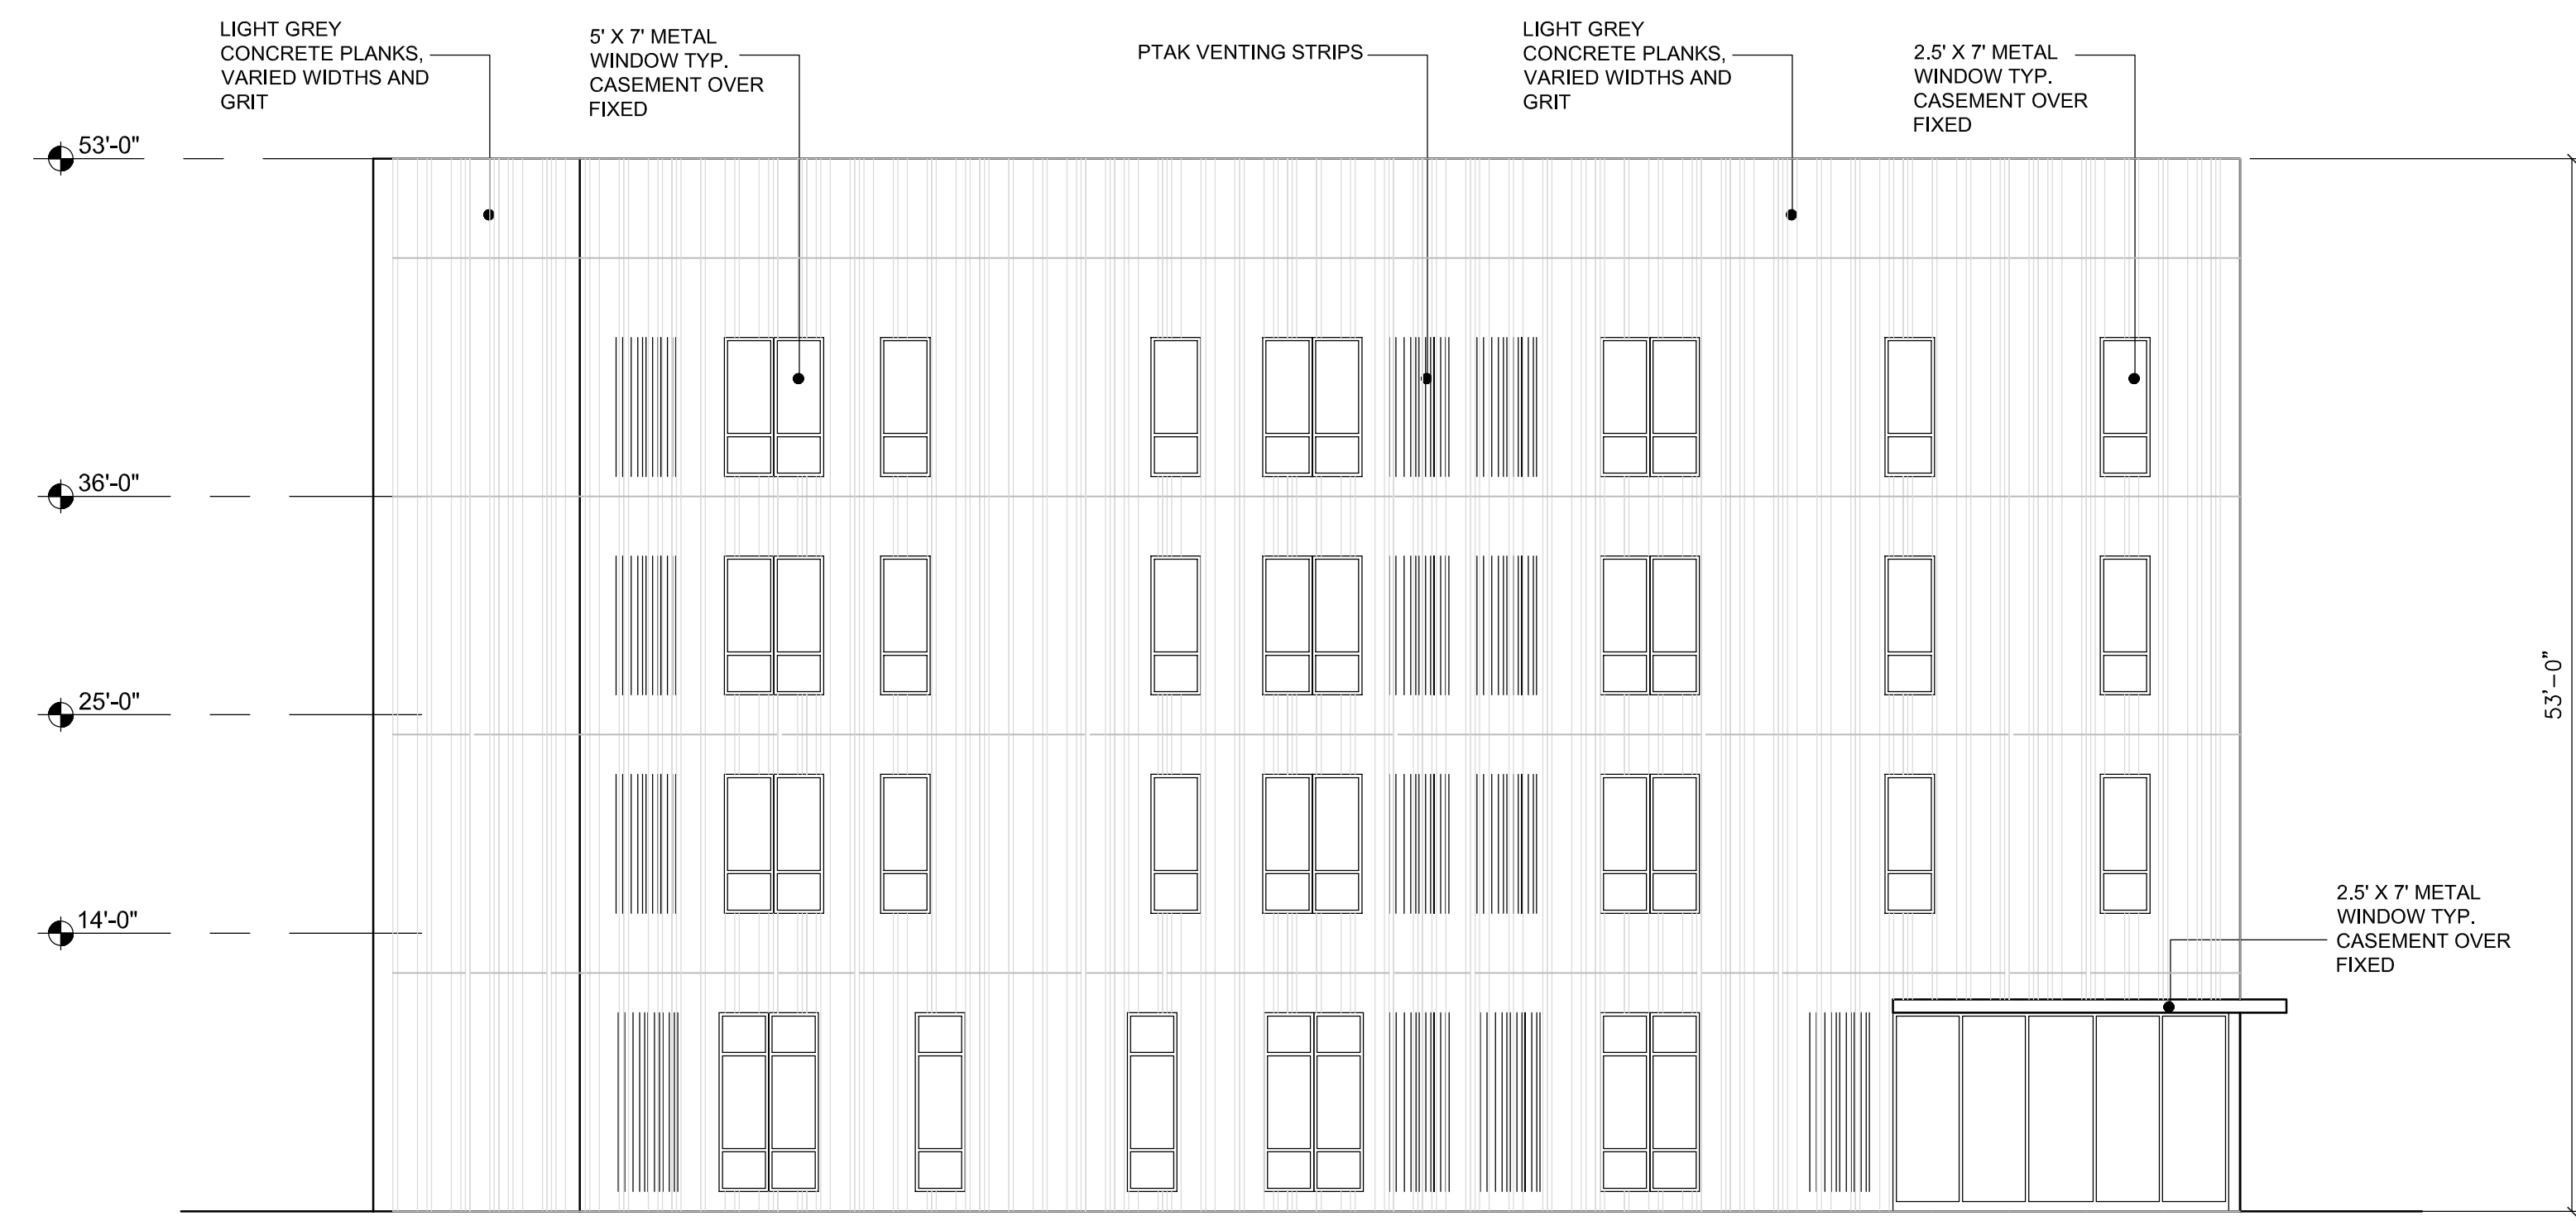 LIGHT GREY
CONCRETE PLANKS,
VARIED WIDTHS AND
GRIT
5' X 7' METAL
WINDOW TYP.
CASEMENT OVER
FIXED
PTAK VENTING STRIPS
LIGHT GREY
CONCRETE PLANKS,
VARIED WIDTHS AND
GRIT
2.5' X 7' METAL
WINDOW TYP.
CASEMENT OVER
FIXED
53'-0"
36'-0"
25'-0"
14'-0"
53'-0"
2.5' X 7' METAL
WINDOW TYP.
CASEMENT OVER
FIXED